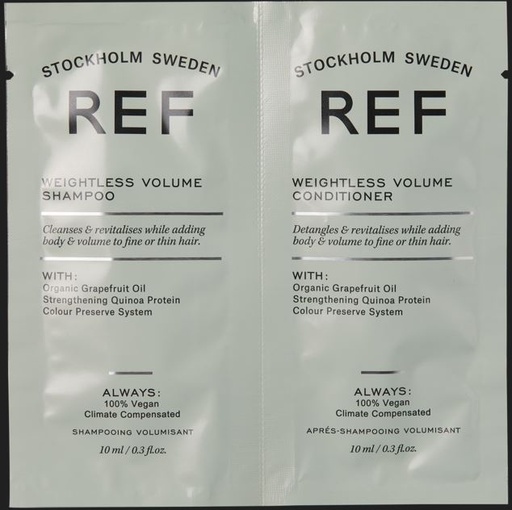 STOCKHOLM SWEDEN
REF
WEIGHTLESS VOLUME
SHAMPOO
Cleanses & revitalises while adding
body & volume to fine or thin hair.
WITH:
Organic Grapefruit Oil
Strengthening Quinoa Protein
Colour Preserve System
ALWAYS:
100% Vegan
Climate Compensated
SHAMPOOING VOLUMISANT
10 ml / 0.3 fl.oz.
STOCKHOLM SWEDEN
REF
WEIGHTLESS VOLUME
CONDITIONER
Detangles & revitalises while adding
body & volume to fine or thin hair.
WITH:
Organic Grapefruit Oil
Strengthening Quinoa Protein
Colour Preserve System
ALWAYS:
100% Vegan
Climate Compensated
APRÉS-SHAMPOOING VOLUMISANT
10 ml / 0.3 fl.oz.